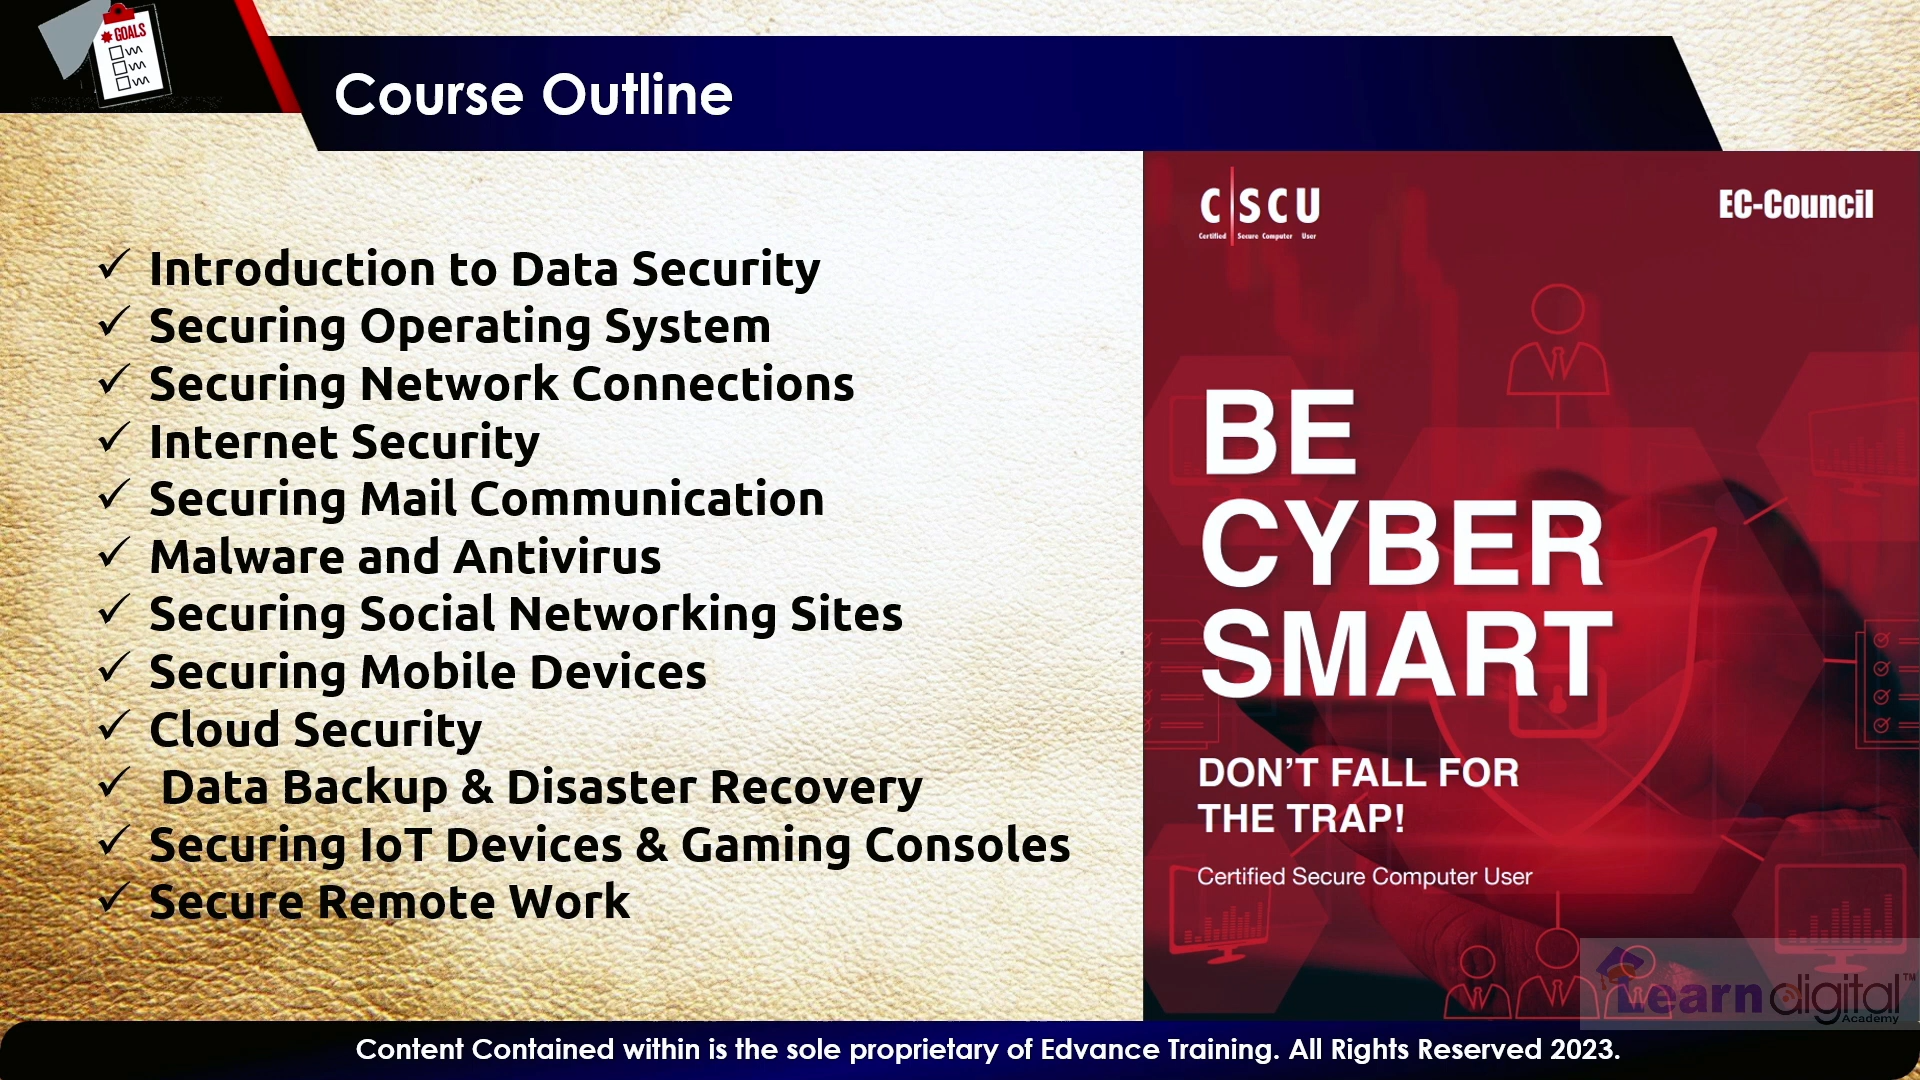 GOALS
Course Outline
✓ Introduction to Data Security
✓ Securing Operating System
✓ Securing Network Connections
✓ Internet Security
✓ Securing Mail Communication
✓ Malware and Antivirus
✓ Securing Social Networking Sites
✓ Securing Mobile Devices
✓ Cloud Security
✓ Data Backup & Disaster Recovery
✓ Securing IoT Devices & Gaming Consoles
✓ Secure Remote Work
C|SCU
Certified Secure Computer User
EC-Council
BE
CYBER
SMART
DON'T FALL FOR
THE TRAP!
Certified Secure Computer User
Learn digital™
Academy
Content Contained within is the sole proprietary of Edvance Training. All Rights Reserved 2023.